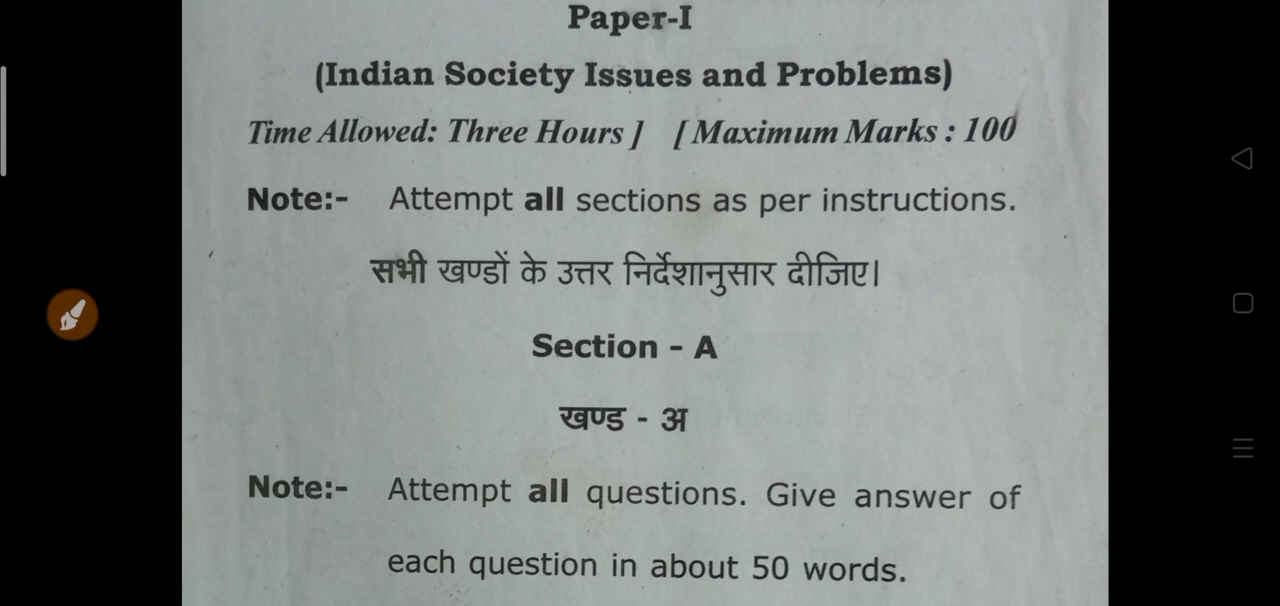 Paper-I
(Indian Society Issues and Problems)
Time Allowed: Three Hours ] [ Maximum Marks : 100
Note:- Attempt all sections as per instructions.
सभी खण्डों के उत्तर निर्देशानुसार दीजिए।
Section - A
खण्ड - अ
Note:- Attempt all questions. Give answer of
each question in about 50 words.